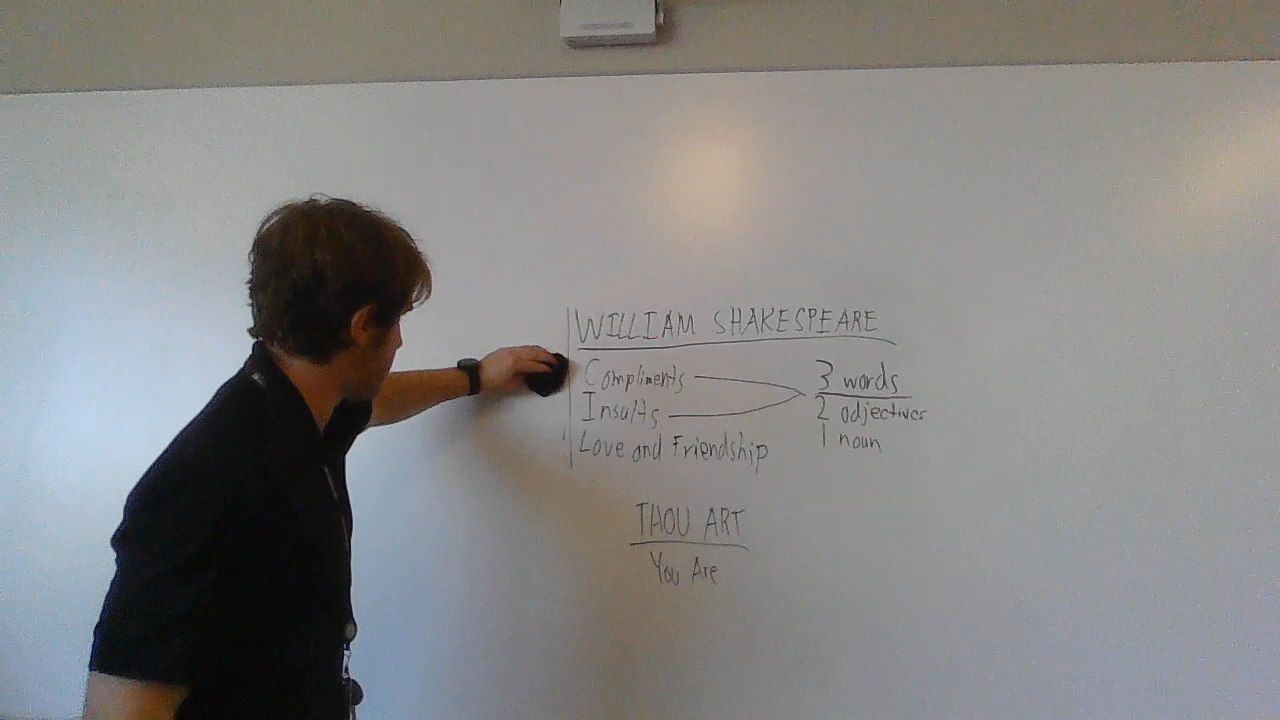 WILLIAM SHAKESPEARE
Compliments
Insults
Love and Friendship
3 words
2 adjectives
1 noun
THOU ART
You Are